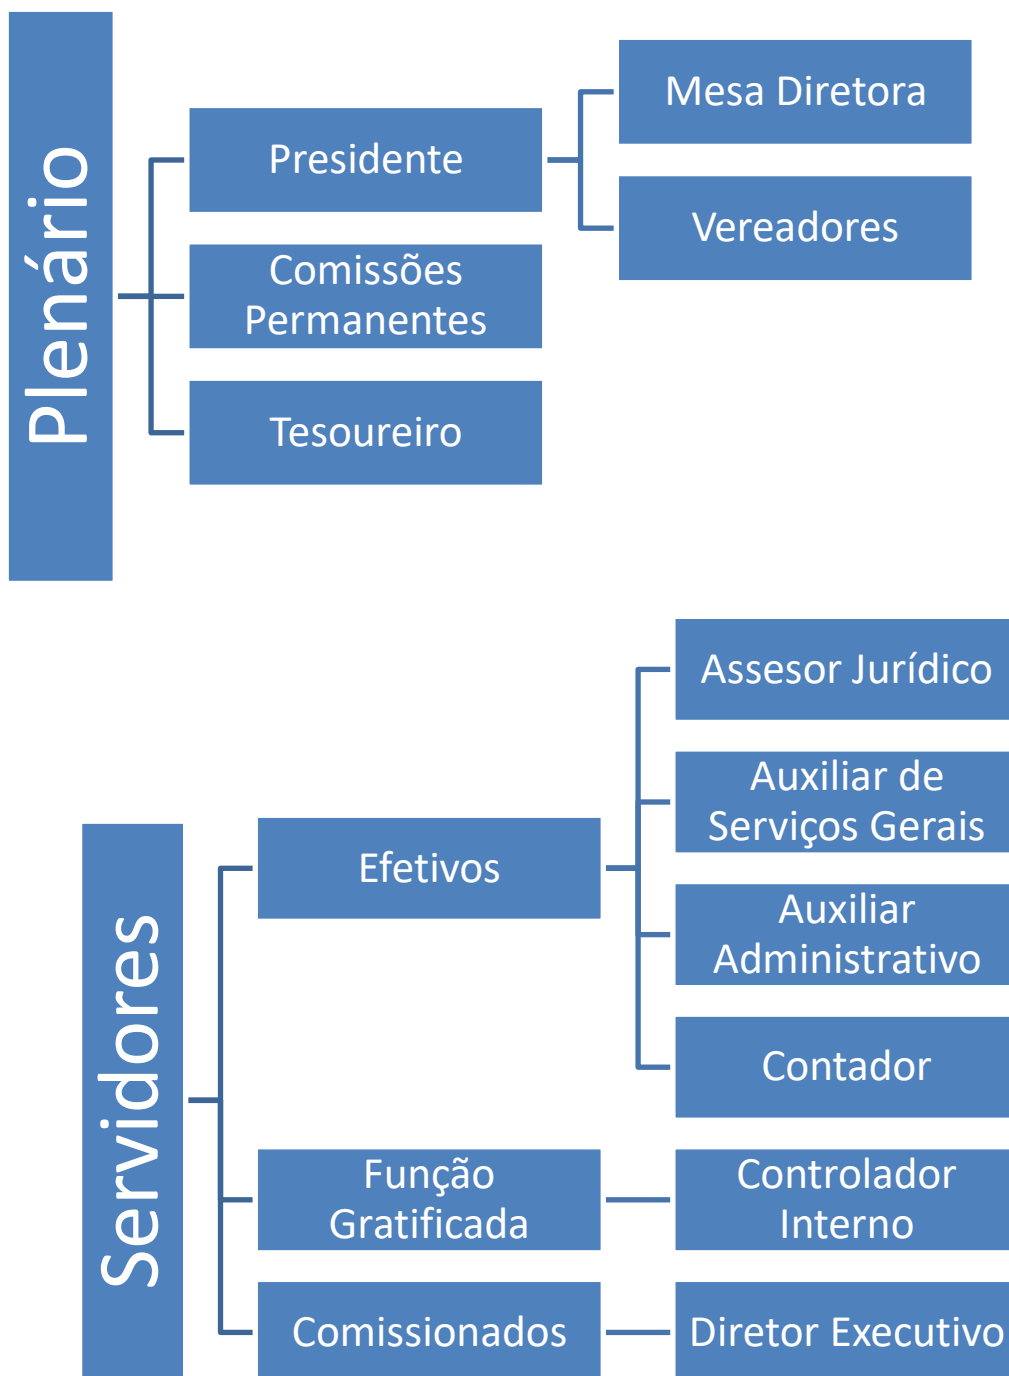 Plenário
Presidente
Mesa Diretora
Vereadores
Comissões
Permanentes
Tesoureiro
Servidores
Efetivos
Assesor Jurídico
Auxiliar de
Serviços Gerais
Auxiliar
Administrativo
Contador
Função
Gratificada
Controlador
Interno
Comissionados
Diretor Executivo